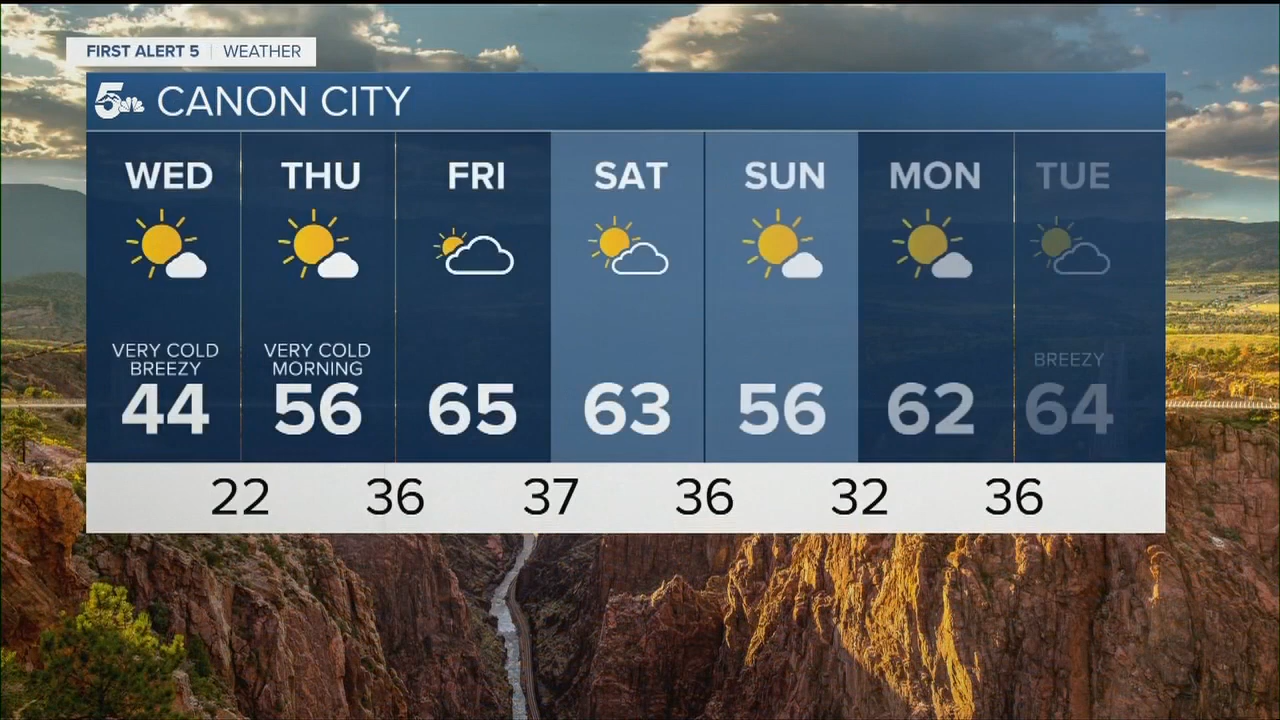 FIRST ALERT 5 | WEATHER
5 CANON CITY
WED THU FRI SAT SUN MON TUE
VERY COLD BREEZY
VERY COLD MORNING
BREEZY
44 56 65 63 56 62 64
22 36 37 36 32 36